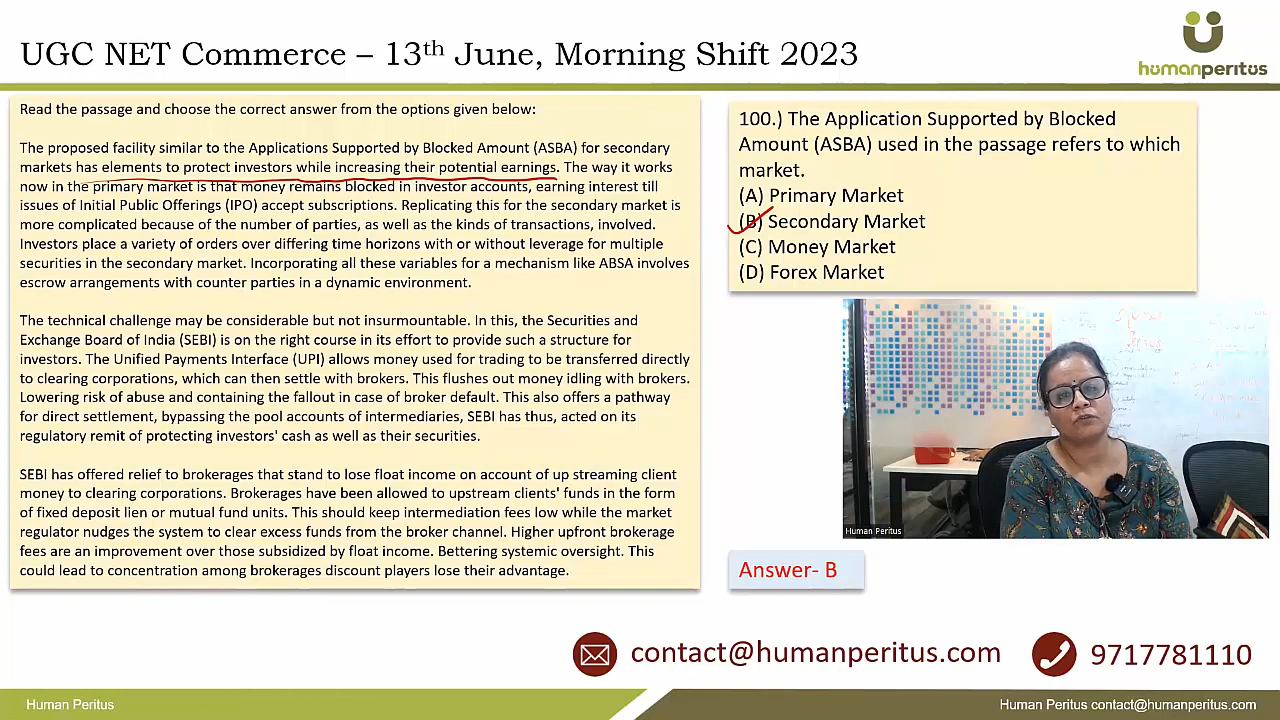 UGC NET Commerce – 13th June, Morning Shift 2023
humanperitus
Read the passage and choose the correct answer from the options given below:
The proposed facility similar to the Applications Supported by Blocked Amount (ASBA) for secondary
markets has elements to protect investors while increasing their potential earnings. The way it works
now in the primary market is that money remains blocked in investor accounts, earning interest till
issues of Initial Public Offerings (IPO) accept subscriptions. Replicating this for the secondary market is
more complicated because of the number of parties, as well as the kinds of transactions, involved.
Investors place a variety of orders over differing time horizons with or without leverage for multiple
securities in the secondary market. Incorporating all these variables for a mechanism like ABSA involves
escrow arrangements with counter parties in a dynamic environment.
The technical challenge may be considerable but not insurmountable. In this, the Securities and
Exchange Board of India (SEBI) is on the right course in its effort to provide such a structure for
investors. The Unified Payments Interface (UPI) allows money used for trading to be transferred directly
to clearing corporations, which can then settle with brokers. This flushes out money idling with brokers.
Lowering risk of abuse and containing the fallout in case of broker default. This also offers a pathway
for direct settlement, bypassing the pool accounts of intermediaries, SEBI has thus, acted on its
regulatory remit of protecting investors' cash as well as their securities.
SEBI has offered relief to brokerages that stand to lose float income on account of up streaming client
money to clearing corporations. Brokerages have been allowed to upstream clients' funds in the form
of fixed deposit lien or mutual fund units. This should keep intermediation fees low while the market
regulator nudges the system to clear excess funds from the broker channel. Higher upfront brokerage
fees are an improvement over those subsidized by float income. Bettering systemic oversight. This
could lead to concentration among brokerages discount players lose their advantage.
100.) The Application Supported by Blocked
Amount (ASBA) used in the passage refers to which
market.
(A) Primary Market
(B) Secondary Market
(C) Money Market
(D) Forex Market
Human Peritus
Answer- B
contact@humanperitus.com
9717781110
Human Peritus
Human Peritus contact@humanperitus.com